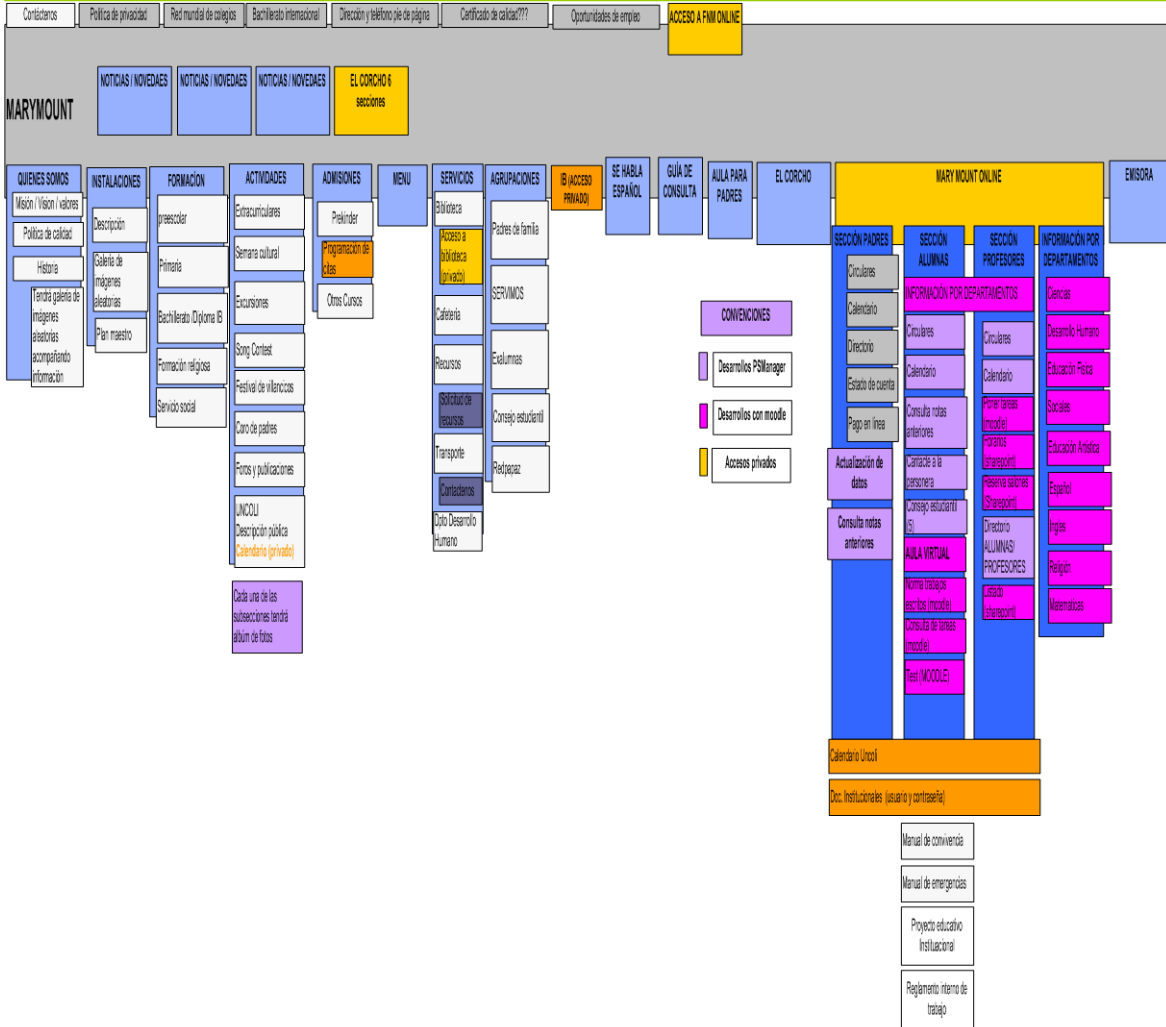 Contáctenos
Política de privacidad
Red mundial de colegios
Bachillerato internacional
Dirección y teléfono pie de página
Certificado de calidad???
Oportunidades de empleo
ACCESO A FNM ONLINE
MARYMOUNT
NOTICIAS / NOVEDAES
NOTICIAS / NOVEDAES
NOTICIAS / NOVEDAES
EL CORCHO 6
secciones
QUIENES SOMOS
Misión / Vision / valores
Política de calidad
Historia
Tendrá galería de
imágenes
aleatorias
acompañando
información
INSTALACIONES
Descripción
Galería de
imágenes
aleatorias
Plan maestro
FORMACÍON
preescolar
Primaria
Bachillerato /Diploma IB
Formación religiosa
Servicio social
ACTIVIDADES
Extracurriculares
Semana cultural
Excursiones
Song Contest
Festival de villancicos
Coro de padres
Foros y publicaciones
UNCOLI
Descripción pública
Calendario (privado)
Cada una de las
subsecciones tendrá
albúm de fotos
ADMISIONES
Prekinder
Programación de
citas
Otros Cursos
MENU
SERVICIOS
Biblioteca
Acceso a
biblioteca
(privado)
Cafetería
Recursos
Solicitud de
recursos
Transporte
Contactenos
Dpto Desarrollo
Humano
AGRUPACIONES
Padres de familia
SERVIMOS
Exalumnas
Consejo estudiantil
Redpapaz
IB (ACCESO
PRIVADO)
SE HABLA
ESPAÑOL
GUÍA DE
CONSULTA
AULA PARA
PADRES
EL CORCHO
MARY MOUNT ONLINE
EMISORA
CONVENCIONES
Desarrollos PSManager
Desarrollos con moodle
Accesos privados
SECCIÓN PADRES
Circulares
Calendario
Directorio
Estado de cuenta
Pago en línea
Actualización de
datos
Consulta notas
anteriores
SECCIÓN
ALUMNAS
INFORMACIÓN POR DEPARTAMENTOS
Circulares
Calendario
Consulta notas
anteriores
Contacte a la
personera
Consejo estudiantil
(5)
AULA VIRTUAL
Norma trabajos
escritos (moodle)
Consulta de tareas
(moodle)
Test (MOODLE)
SECCIÓN
PROFESORES
Circulares
Calendario
Poner tareas
(moodle)
Horarios
(sharepoint)
Reserva salones
(Sharepoint)
Directorio
ALUMNAS/
PROFESORES
Listado
(sharepoint)
INFORMACIÓN POR
DEPARTAMENTOS
Ciencias
Desarrollo Humano
Educación Física
Sociales
Educación Artistica
Español
Ingles
Religión
Matematicas
Calendario Uncoli
Doc. Institucionales (usuario y contraseña)
Manual de convivencia
Manual de emergencias
Proyecto educativo
Instituacional
Reglamento interno de
trabajo